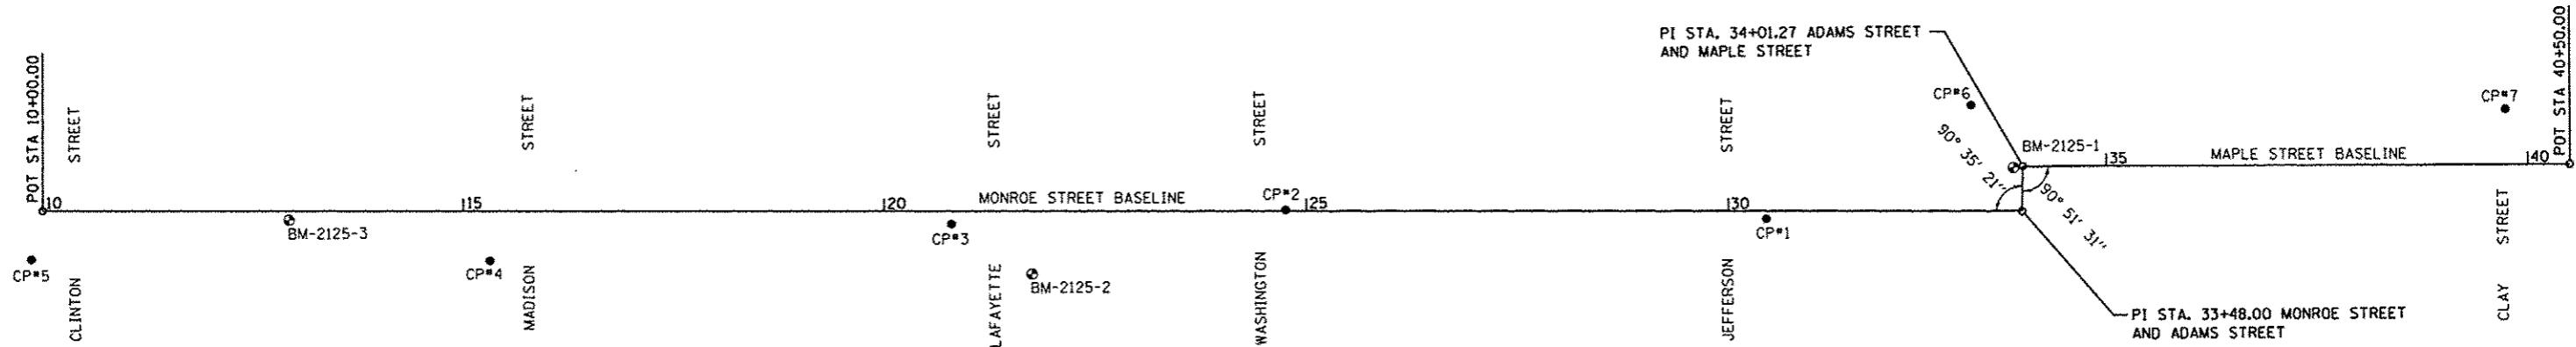 POT STA 10+00.00
STREET
STREET
STREET
STREET
STREET
PI STA. 34+01.27 ADAMS STREET
AND MAPLE STREET
POT STA 40+50.00
CP#6
CP#7
90° 35' 21"
BM-2125-1
135
MAPLE STREET BASELINE
140
10
115
120
MONROE STREET BASELINE
CP#2
125
130
90° 51' 31"
STREET
BM-2125-3
CP#3
CP#1
CP#5
CP#4
BM-2125-2
CLINTON
MADISON
LAFAYETTE
WASHINGTON
JEFFERSON
CLAY
PI STA. 33+48.00 MONROE STREET
AND ADAMS STREET